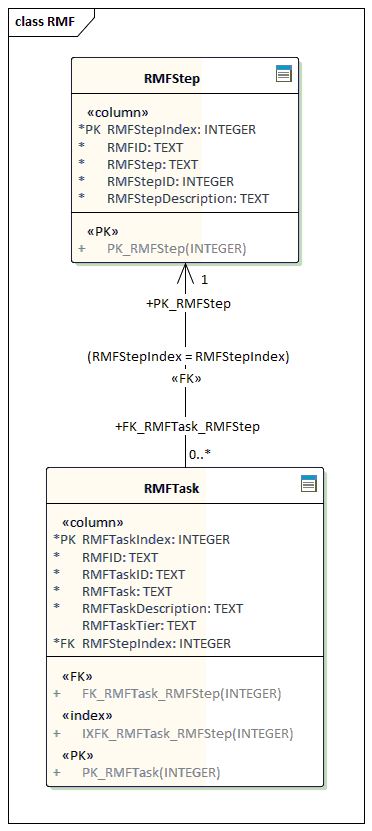 class RMF
RMFStep
«column»
*PK RMFStepIndex: INTEGER
* RMFID: TEXT
* RMFStep: TEXT
* RMFStepID: INTEGER
* RMFStepDescription: TEXT
«PK»
+ PK_RMFStep(INTEGER)
1
+PK_RMFStep
(RMFStepIndex = RMFStepIndex)
«FK»
+FK_RMFTask_RMFStep
0..*
RMFTask
«column»
*PK RMFTaskIndex: INTEGER
* RMFID: TEXT
* RMFTaskID: TEXT
* RMFTask: TEXT
* RMFTaskDescription: TEXT
RMFTaskTier: TEXT
*FK RMFStepIndex: INTEGER
«FK»
+ FK_RMFTask_RMFStep(INTEGER)
«index»
+ IXFK_RMFTask_RMFStep(INTEGER)
«PK»
+ PK_RMFTask(INTEGER)